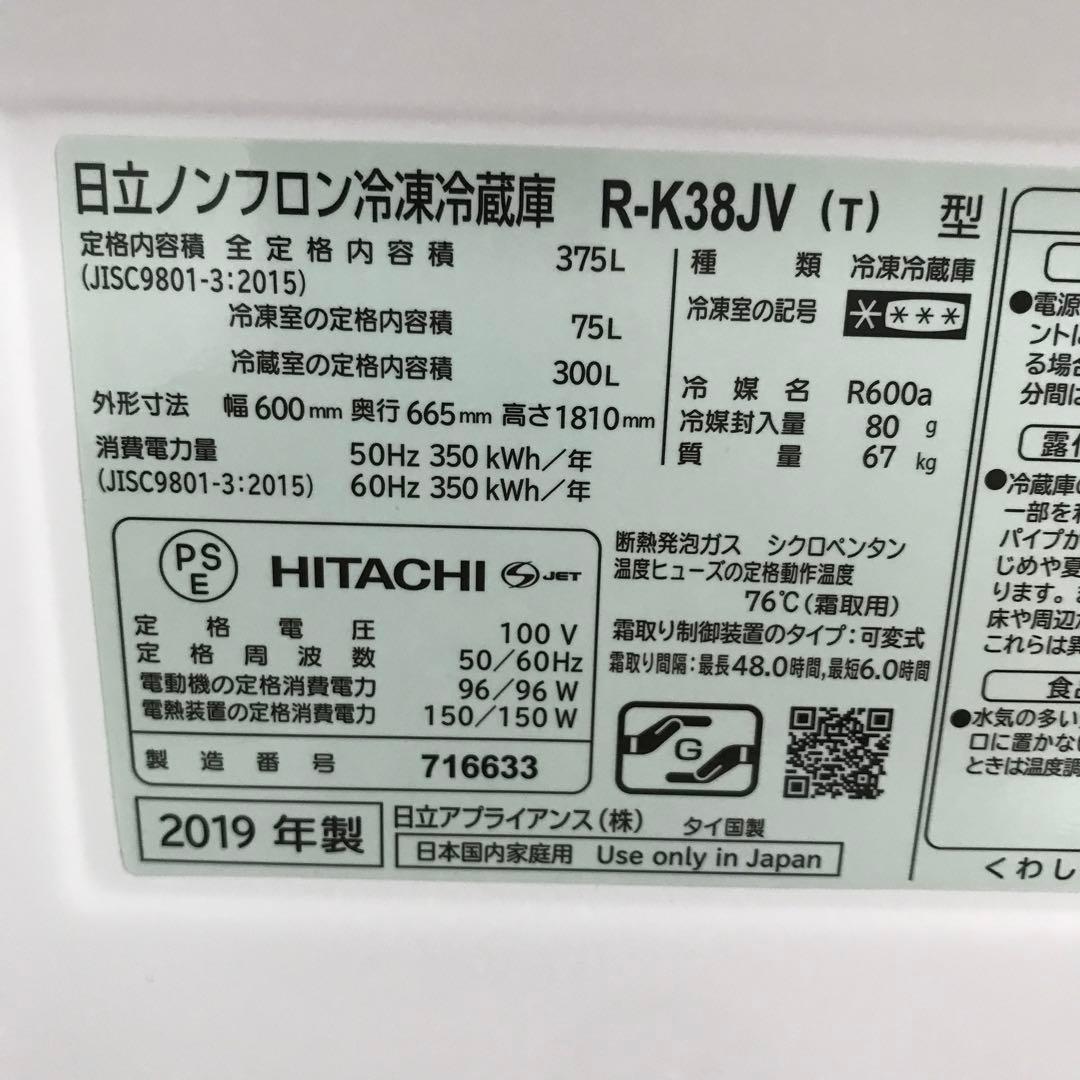 日立ノンフロン冷凍冷蔵庫 R-K38JV (T) 型
定格内容積 全定格内容積 375L
(JISC9801-3:2015)
冷凍室の定格内容積 75L
冷蔵室の定格内容積 300L
外形寸法 幅600mm 奥行665mm 高さ1810mm
消費電力量 50Hz 350kWh/年
(JISC9801-3:2015) 60Hz 350kWh/年
種類 冷凍冷蔵庫
冷凍室の記号 ****
冷媒名 R600a
冷媒封入量 80 g
質量 67 kg
PSE HITACHI S JET
定格電圧 100 V
定格周波数 50/60Hz
電動機の定格消費電力 96/96 W
電熱装置の定格消費電力 150/150 W
製造番号 716633
断熱発泡ガス シクロペンタン
温度ヒューズの定格動作温度
76℃(霜取用)
霜取り制御装置のタイプ:可変式
霜取り間隔:最長48.0時間,最短6.0時間
G
2019 年製
日立アプライアンス(株) タイ国製
日本国内家庭用 Use only in Japan
●電源
ント
る場合
分間は
露
●冷蔵庫の
一部を
パイプが
じめや夏
ります。
床や周辺
これらは異
食
●水気の多い
口に置かな
ときは温度調
くわし